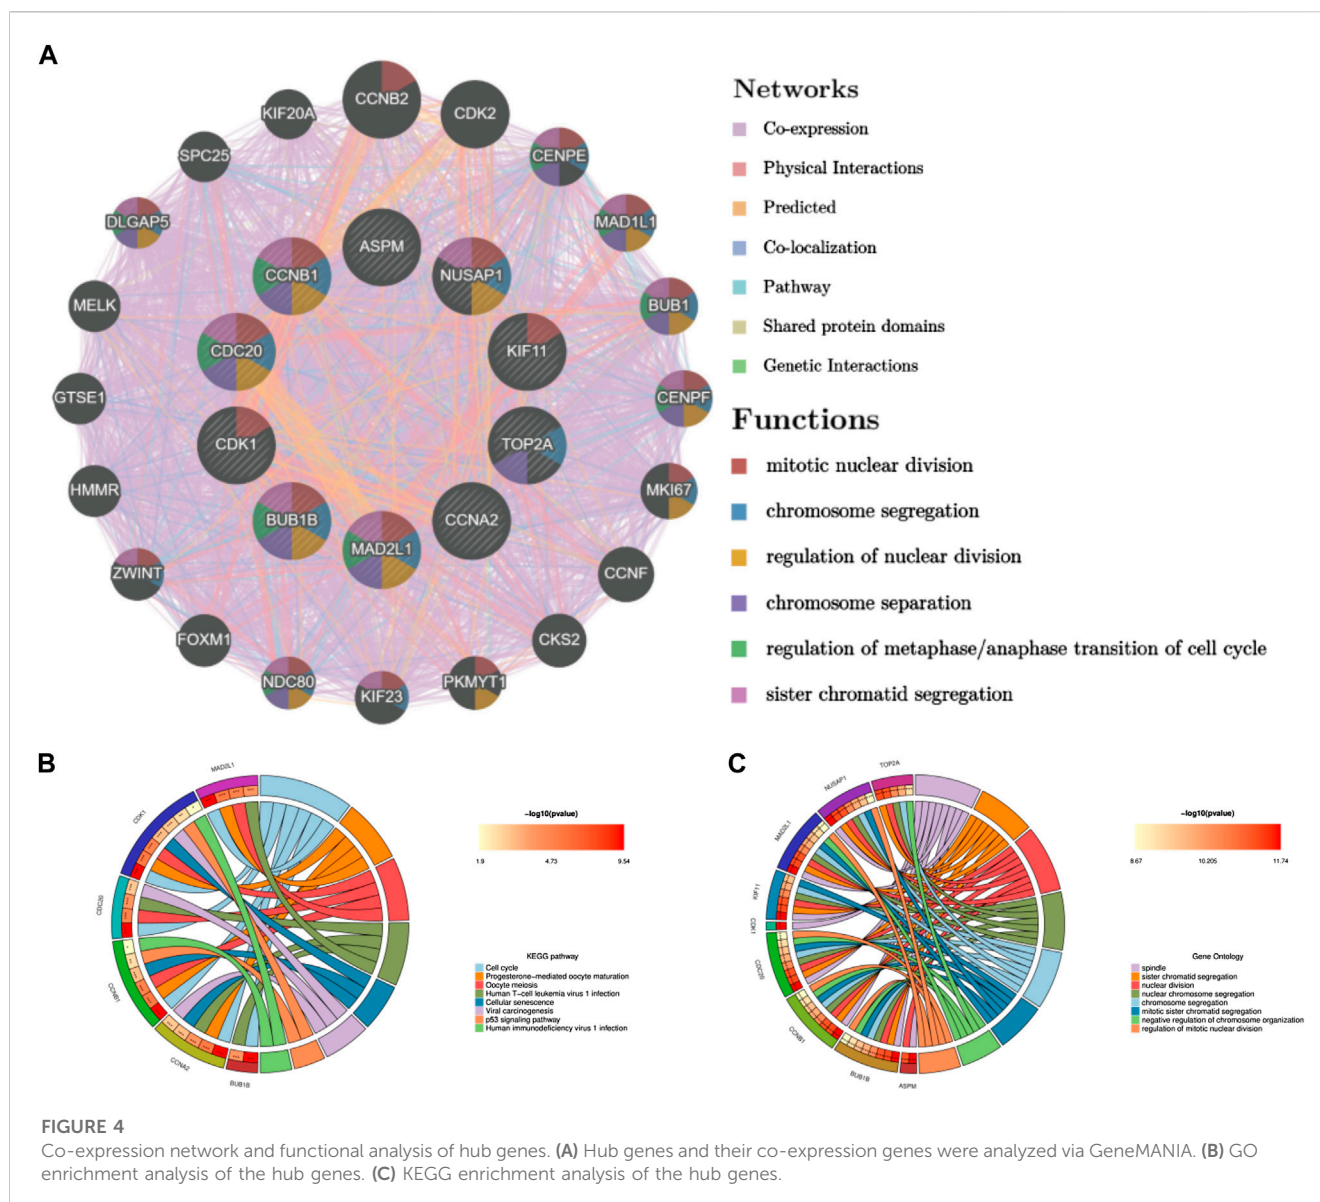 A
CCNB2
CDK2
KIF20A
CENPE
SPC25
MAD1L1
DLGAP5
ASPM
CCNB1
NUSAP1
BUB1
MELK
CDC20
KIF11
CENPF
GTSE1
CDK1
TOP2A
MKI67
HMMR
BUB1B
CCNA2
MAD2L1
ZWINT
CCNF
FOXM1
CKS2
NDC80
KIF23
PKMYT1
Networks
Co-expression
Physical Interactions
Predicted
Co-localization
Pathway
Shared protein domains
Genetic Interactions
Functions
mitotic nuclear division
chromosome segregation
regulation of nuclear division
chromosome separation
regulation of metaphase/anaphase transition of cell cycle
sister chromatid segregation
B
MAD2L1
CDK1
CDC20
CCNB1
CCNA2
BUB1B
−log10(pvalue)
1.9 4.73 9.54
KEGG pathway
Cell cycle
Progesterone−mediated oocyte maturation
Oocyte meiosis
Human T−cell leukemia virus 1 infection
Cellular senescence
Viral carcinogenesis
p53 signaling pathway
Human immunodeficiency virus 1 infection
C
TOP2A
NUSAP1
MAD2L1
KIF11
CDK1
CDC20
CCNB1
BUB1B
ASPM
−log10(pvalue)
8.67 10.205 11.74
Gene Ontology
spindle
sister chromatid segregation
nuclear division
nuclear chromosome segregation
chromosome segregation
mitotic sister chromatid segregation
negative regulation of chromosome organization
regulation of mitotic nuclear division
FIGURE 4
Co-expression network and functional analysis of hub genes. (A) Hub genes and their co-expression genes were analyzed via GeneMANIA. (B) GO
enrichment analysis of the hub genes. (C) KEGG enrichment analysis of the hub genes.